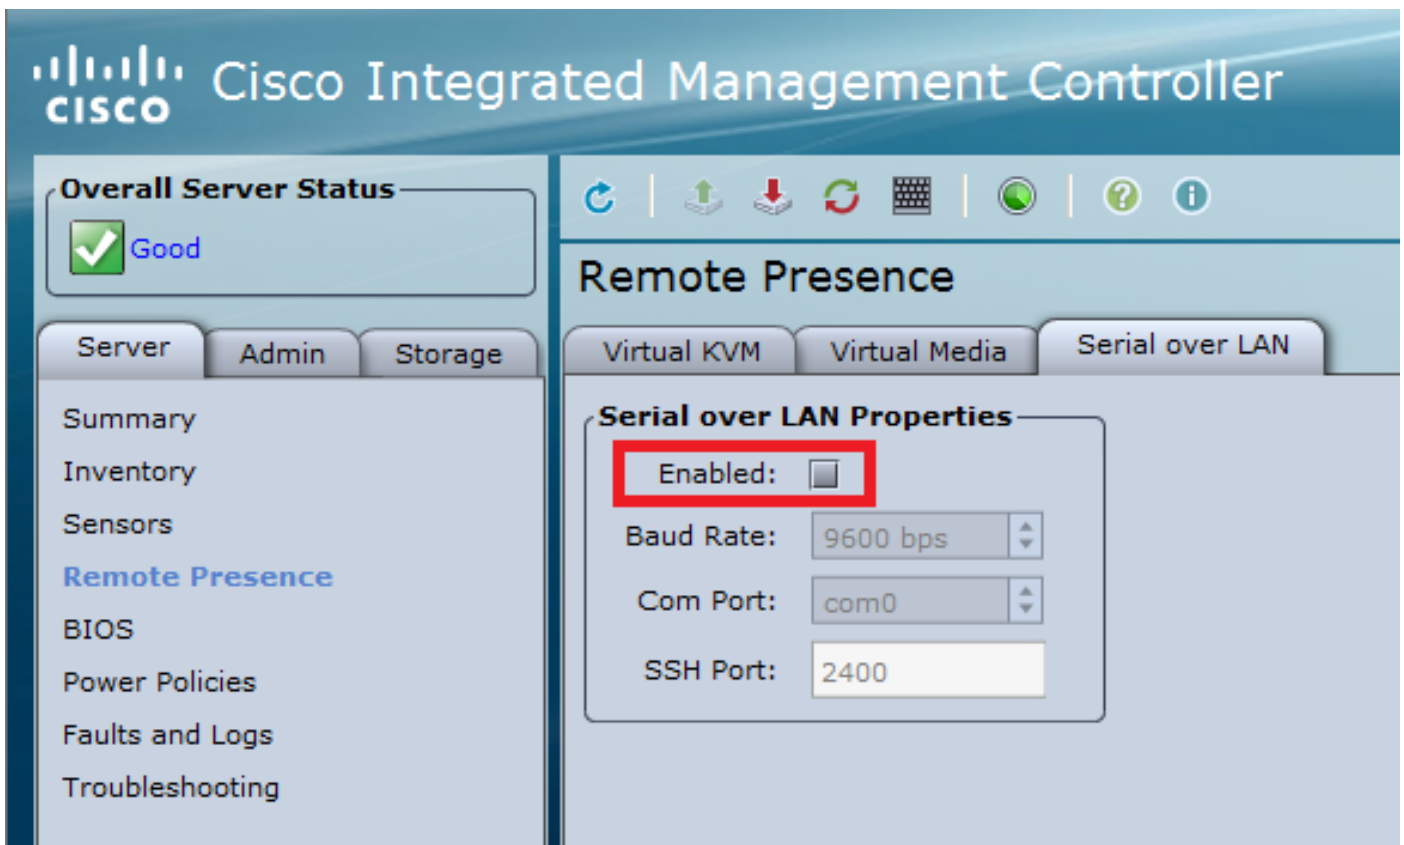 cisco Cisco Integrated Management Controller
Overall Server Status
Good
Server Admin Storage
Summary
Inventory
Sensors
Remote Presence
BIOS
Power Policies
Faults and Logs
Troubleshooting
Remote Presence
Virtual KVM Virtual Media Serial over LAN
Serial over LAN Properties
Enabled:
Baud Rate: 9600 bps
Com Port: com0
SSH Port: 2400